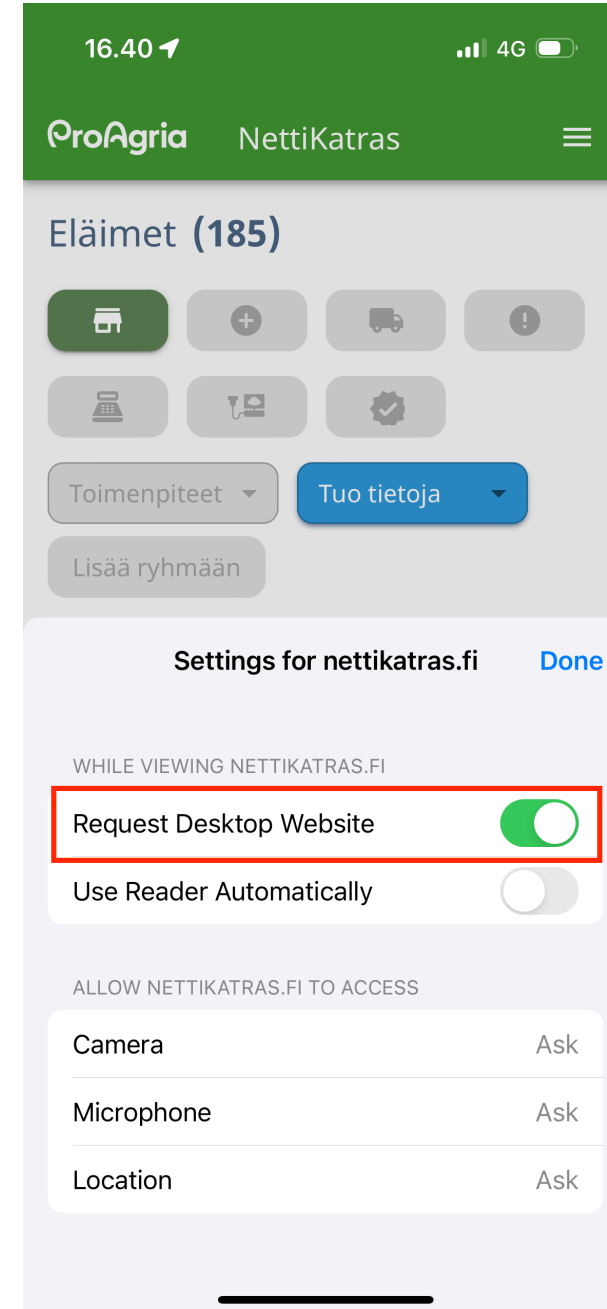 16.40 4G
ProAgria NettiKatras
Eläimet (185)
Toimenpiteet Tuo tietoja
Lisää ryhmään
Settings for nettikatras.fi Done
WHILE VIEWING NETTIKATRAS.FI
Request Desktop Website
Use Reader Automatically
ALLOW NETTIKATRAS.FI TO ACCESS
Camera Ask
Microphone Ask
Location Ask